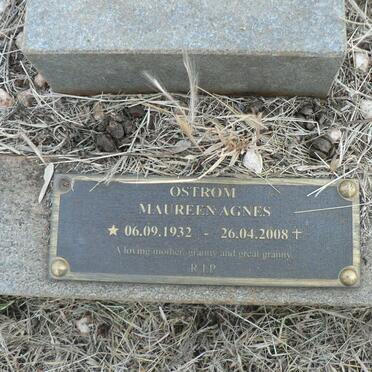 OSTROM
MAUREEN AGNES
★ 06.09.1932 - 26.04.2008 ✝
A loving mother, granny and great granny.
R.I.P.